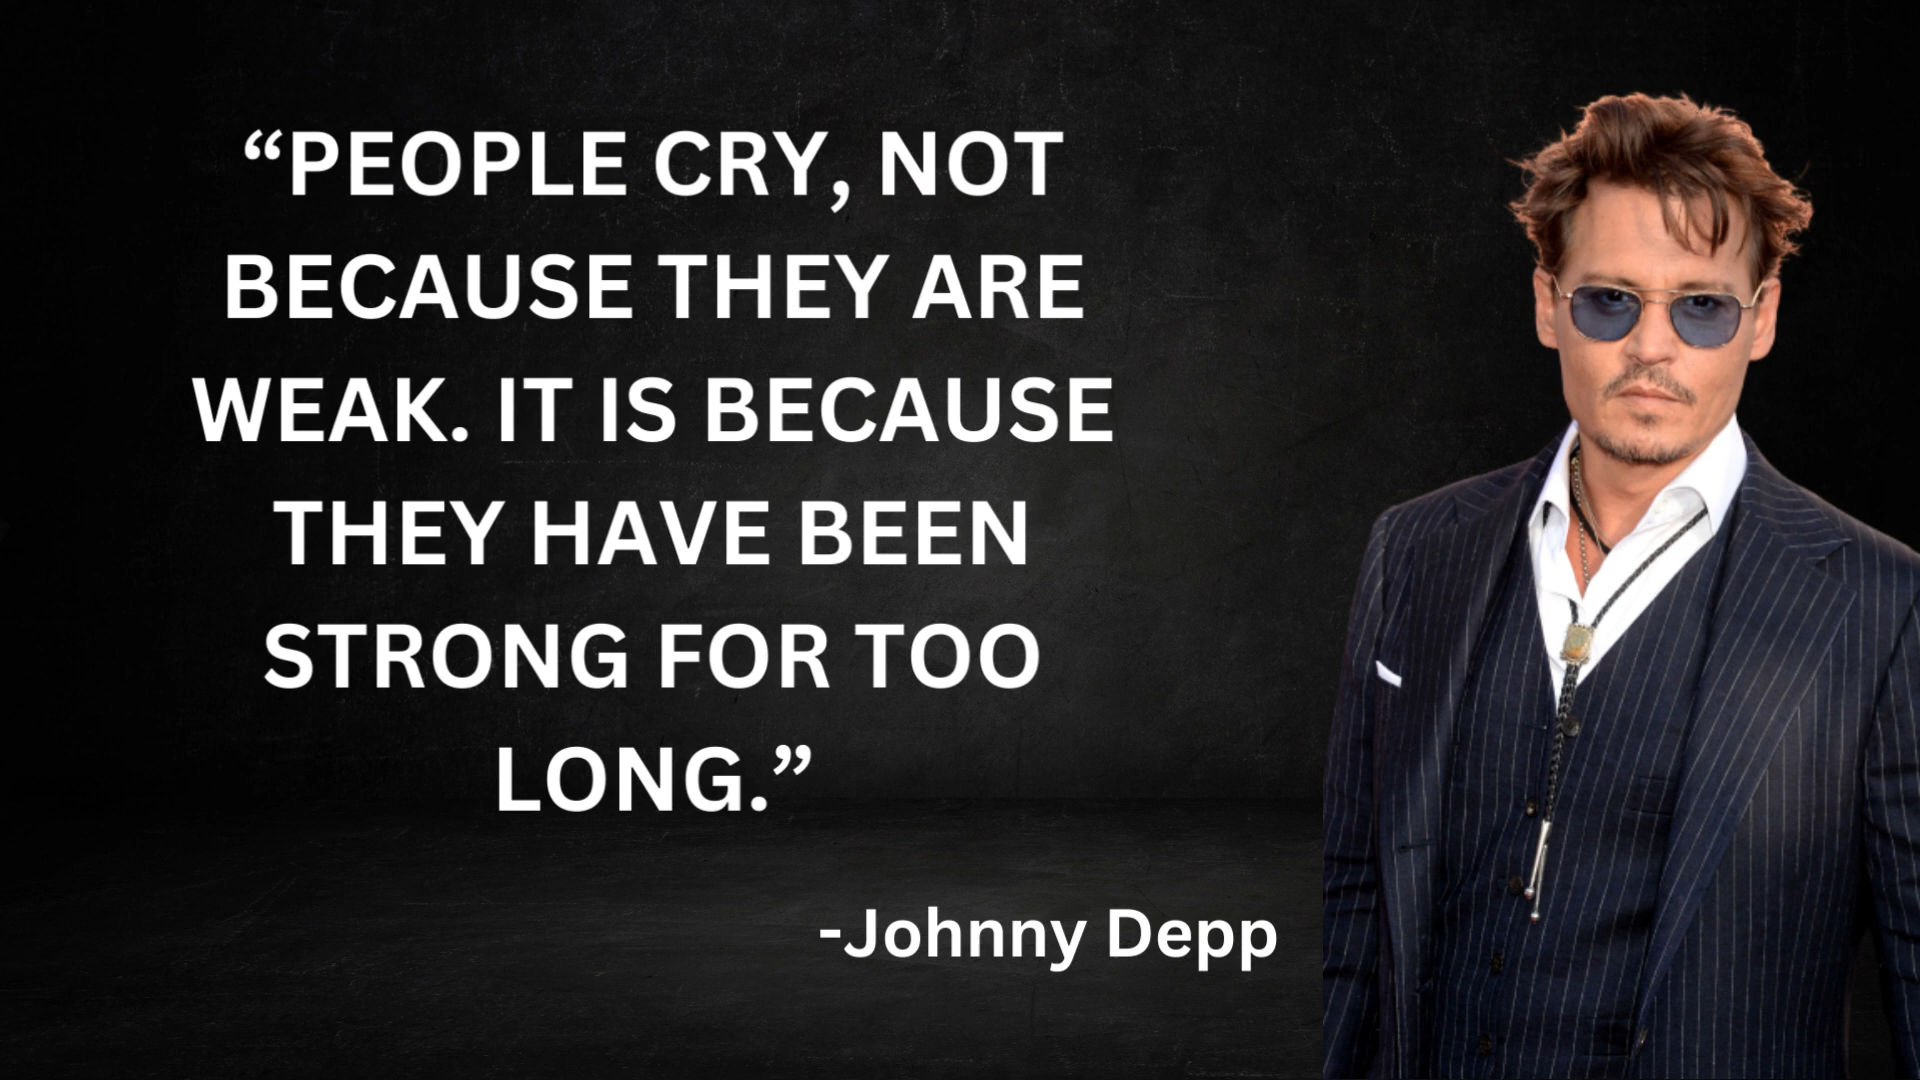 “PEOPLE CRY, NOT
BECAUSE THEY ARE
WEAK. IT IS BECAUSE
THEY HAVE BEEN
STRONG FOR TOO
LONG.”
-Johnny Depp